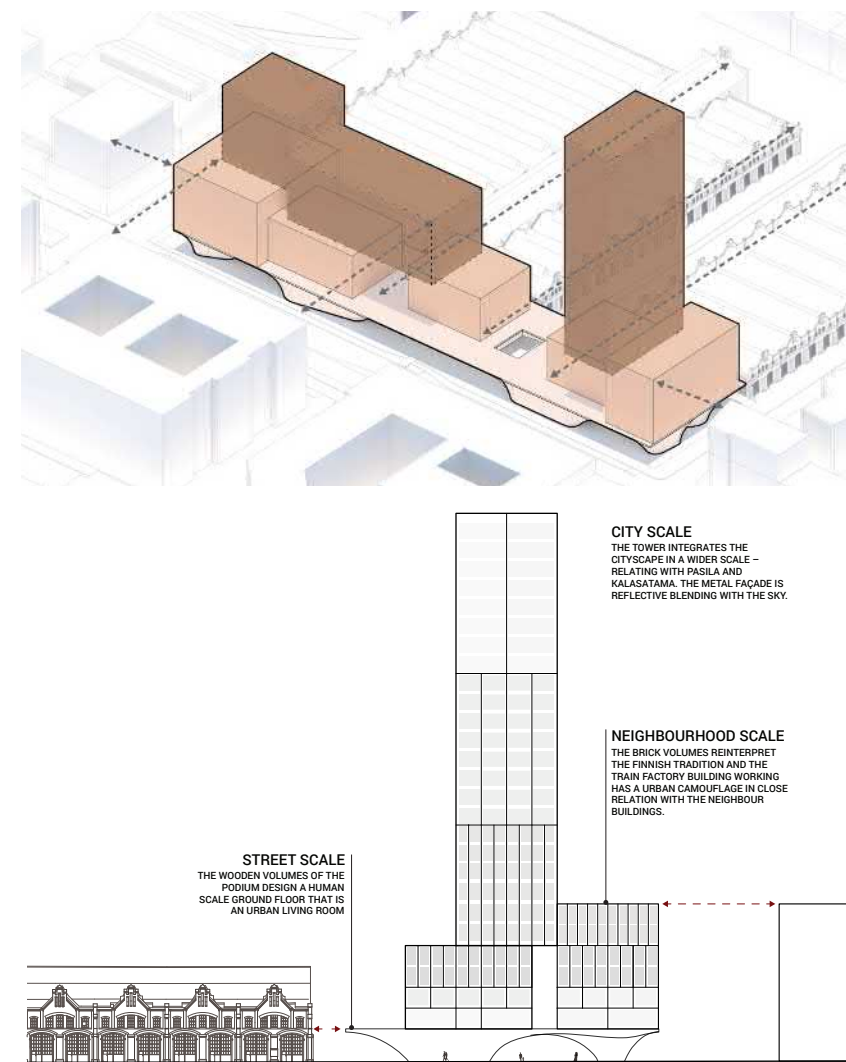 CITY SCALE
THE TOWER INTEGRATES THE
CITYSCAPE IN A WIDER SCALE –
RELATING WITH PASILA AND
KALASATAMA. THE METAL FAÇADE IS
REFLECTIVE BLENDING WITH THE SKY.
NEIGHBOURHOOD SCALE
THE BRICK VOLUMES REINTERPRET
THE FINNISH TRADITION AND THE
TRAIN FACTORY BUILDING WORKING
HAS A URBAN CAMOUFLAGE IN CLOSE
RELATION WITH THE NEIGHBOUR
BUILDINGS.
STREET SCALE
THE WOODEN VOLUMES OF THE
PODIUM DESIGN A HUMAN
SCALE GROUND FLOOR THAT IS
AN URBAN LIVING ROOM